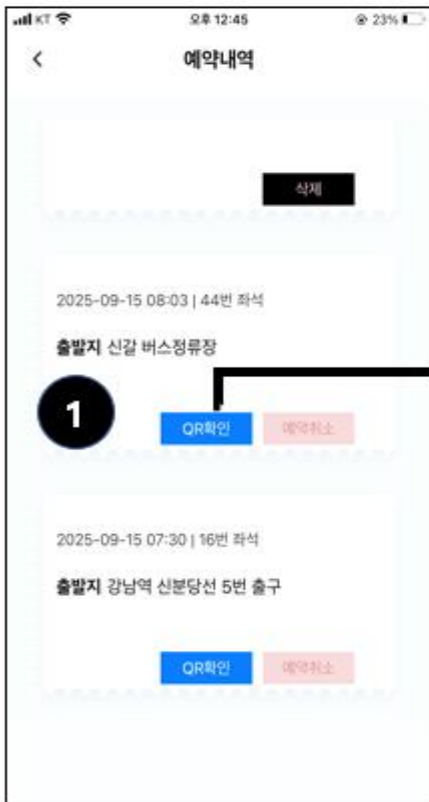 KT 오후 12:45 23%
예약내역
삭제
2025-09-15 08:03 | 44번 좌석
출발지 신갈 버스정류장
1
QR확인 예약취소
2025-09-15 07:30 | 16번 좌석
출발지 강남역 신분당선 5번 출구
QR확인 예약취소